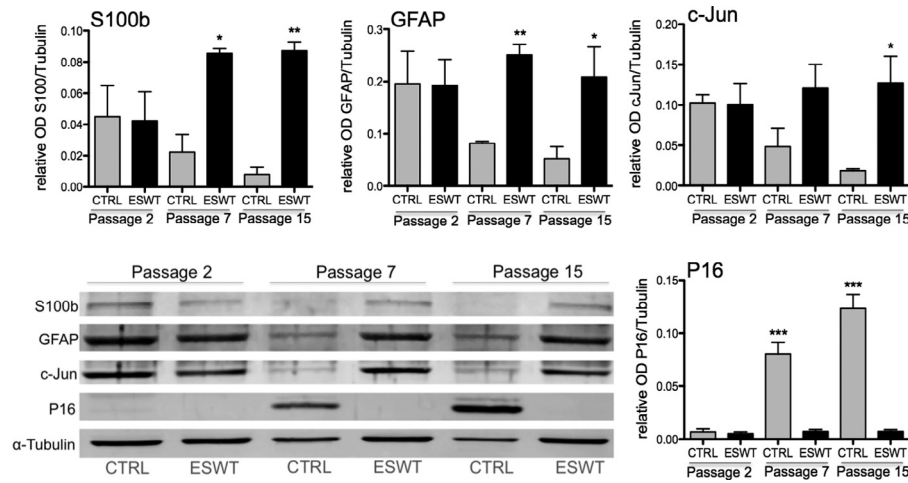 S100b
relative OD S100/Tubulin
0.08
0.06
0.04
0.02
0.00
*
**
CTRL ESWT CTRL ESWT CTRL ESWT
Passage 2 Passage 7 Passage 15
GFAP
relative OD GFAP/Tubulin
0.3
0.2
0.1
0.0
**
*
CTRL ESWT CTRL ESWT CTRL ESWT
Passage 2 Passage 7 Passage 15
c-Jun
relative OD cJun/Tubulin
0.15
0.10
0.05
0.00
*
CTRL ESWT CTRL ESWT CTRL ESWT
Passage 2 Passage 7 Passage 15
Passage 2 Passage 7 Passage 15
S100b
GFAP
c-Jun
P16
α-Tubulin
CTRL ESWT CTRL ESWT CTRL ESWT
P16
relative OD P16/Tubulin
0.15
0.10
0.05
0.00
***
***
CTRL ESWT CTRL ESWT CTRL ESWT
Passage 2 Passage 7 Passage 15